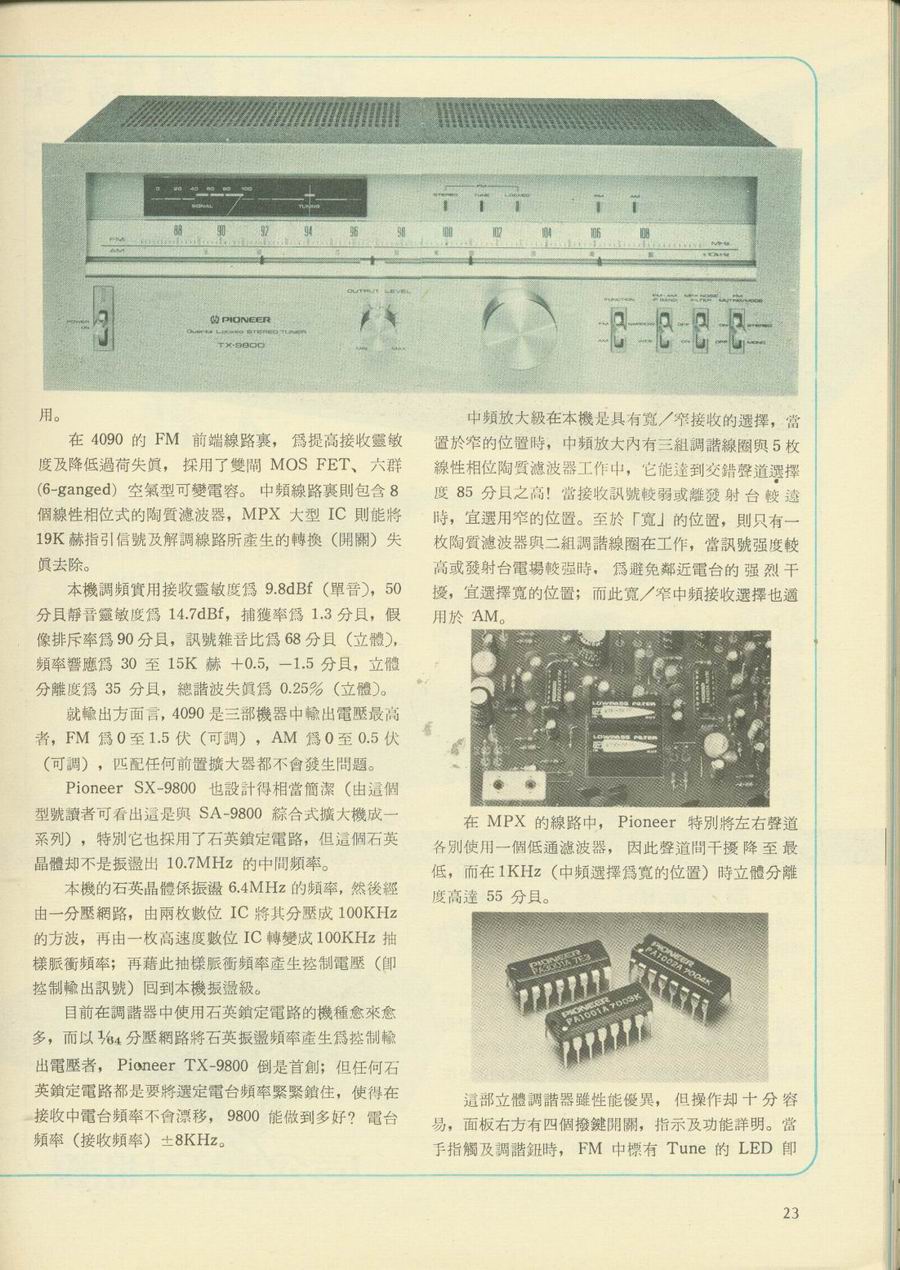 0 20 40 60 80 100
SIGNAL TUNING
FM
STEREO TUNE LOCKED FM AM
FM 88 90 92 94 96 98 100 102 104 106 108 MHz
AM
OUTPUT LEVEL
MIN MAX
POWER
ON
PIONEER
Quartz Locked STEREO TUNER
TX-9800
FUNCTION FM-AM IF BAND MPX NOISE FILTER FM MUTING/MODE
FM NARROW OFF ON STEREO
AM WIDE ON OFF MONO
用。
在 4090 的 FM 前端線路裏，爲提高接收靈敏
度及降低過荷失眞，採用了雙閘 MOS FET、六群
(6-ganged) 空氣型可變電容。中頻線路裏則包含 8
個線性相位式的陶質濾波器，MPX 大型 IC 則能將
19K 赫指引信號及解調線路所產生的轉換（開關）失
眞去除。
本機調頻實用接收靈敏度爲 9.8dBf（單音），50
分貝靜音靈敏度爲 14.7dBf，捕獲率爲 1.3 分貝，假
像排斥率爲 90 分貝，訊號雜音比爲 68 分貝（立體），
頻率響應爲 30 至 15K 赫 +0.5, −1.5 分貝，立體
分離度爲 35 分貝，總諧波失眞爲 0.25%（立體）。
就輸出方面言，4090 是三部機器中輸出電壓最高
者，FM 爲 0 至 1.5 伏（可調），AM 爲 0 至 0.5 伏
（可調），匹配任何前置擴大器都不會發生問題。
Pioneer SX-9800 也設計得相當簡潔（由這個
型號讀者可看出這是與 SA-9800 綜合式擴大機成一
系列），特別它也採用了石英鎖定電路，但這個石英
晶體却不是振盪出 10.7MHz 的中間頻率。
本機的石英晶體係振盪 6.4MHz 的頻率，然後經
由一分壓網路，由兩枚數位 IC 將其分壓成 100KHz
的方波，再由一枚高速度數位 IC 轉變成 100KHz 抽
樣脈衝頻率；再藉此抽樣脈衝頻率產生控制電壓（卽
控制輸出訊號）回到本機振盪級。
目前在調諧器中使用石英鎖定電路的機種愈來愈
多，而以 1/64 分壓網路將石英振盪頻率產生爲控制輸
出電壓者，Pioneer TX-9800 倒是首創；但任何石
英鎖定電路都是要將選定電台頻率緊緊鎖住，使得在
接收中電台頻率不會漂移，9800 能做到多好？電台
頻率（接收頻率）±8KHz。
中頻放大級在本機是具有寬／窄接收的選擇，當
置於窄的位置時，中頻放大內有三組調諧線圈與 5 枚
線性相位陶質濾波器工作中，它能達到交錯聲道選擇
度 85 分貝之高！當接收訊號較弱或離發射台較遠
時，宜選用窄的位置。至於「寬」的位置，則只有一
枚陶質濾波器與二組調諧線圈在工作，當訊號强度較
高或發射台電場較强時，爲避免鄰近電台的强烈干
擾，宜選擇寬的位置；而此寬／窄中頻接收選擇也適
用於 AM。
LOWPASS FILTER
LOWPASS FILTER
在 MPX 的線路中，Pioneer 特別將左右聲道
各別使用一個低通濾波器，因此聲道間干擾降至最
低，而在 1KHz（中頻選擇爲寬的位置）時立體分離
度高達 55 分貝。
PIONEER
PA3001A 7E3
PIONEER
PA1002A 7004K
PIONEER
PA1001A 7009K
這部立體調諧器雖性能優異，但操作却十分容
易，面板右方有四個撥鍵開關，指示及功能詳明。當
手指觸及調諧鈕時，FM 中標有 Tune 的 LED 卽
23